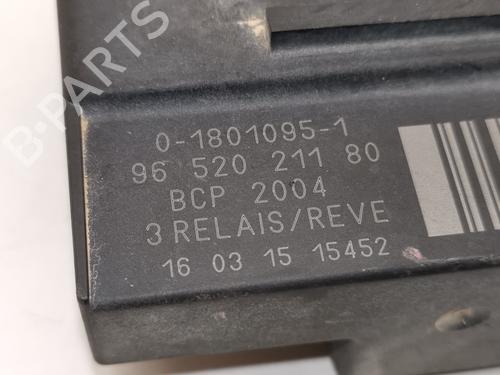 B-PARTS
0-1801095-1
96 520 211 80
BCP 2004
3 RELAIS/REVE
16 03 15 15452